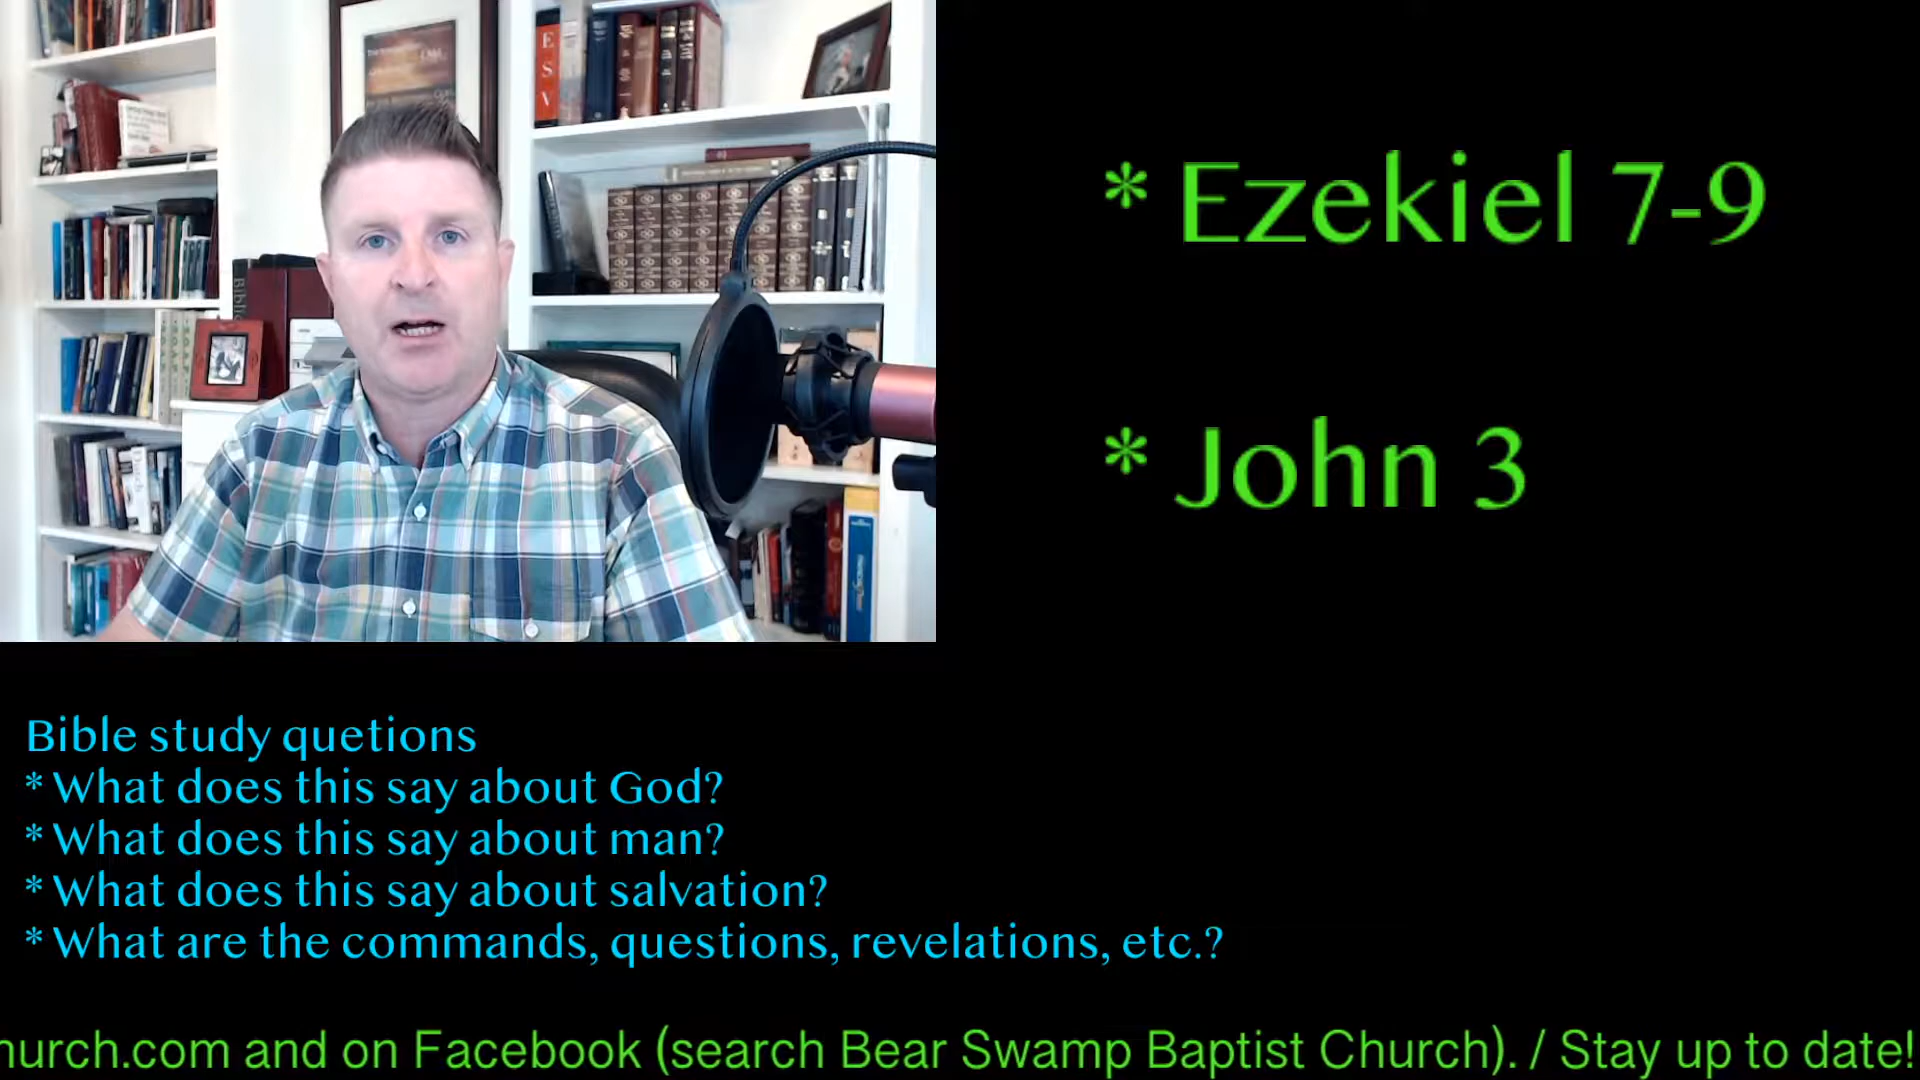 E
S
V
* Ezekiel 7-9
* John 3
Bible study quetions
* What does this say about God?
* What does this say about man?
* What does this say about salvation?
* What are the commands, questions, revelations, etc.?
hurch.com and on Facebook (search Bear Swamp Baptist Church). / Stay up to date!